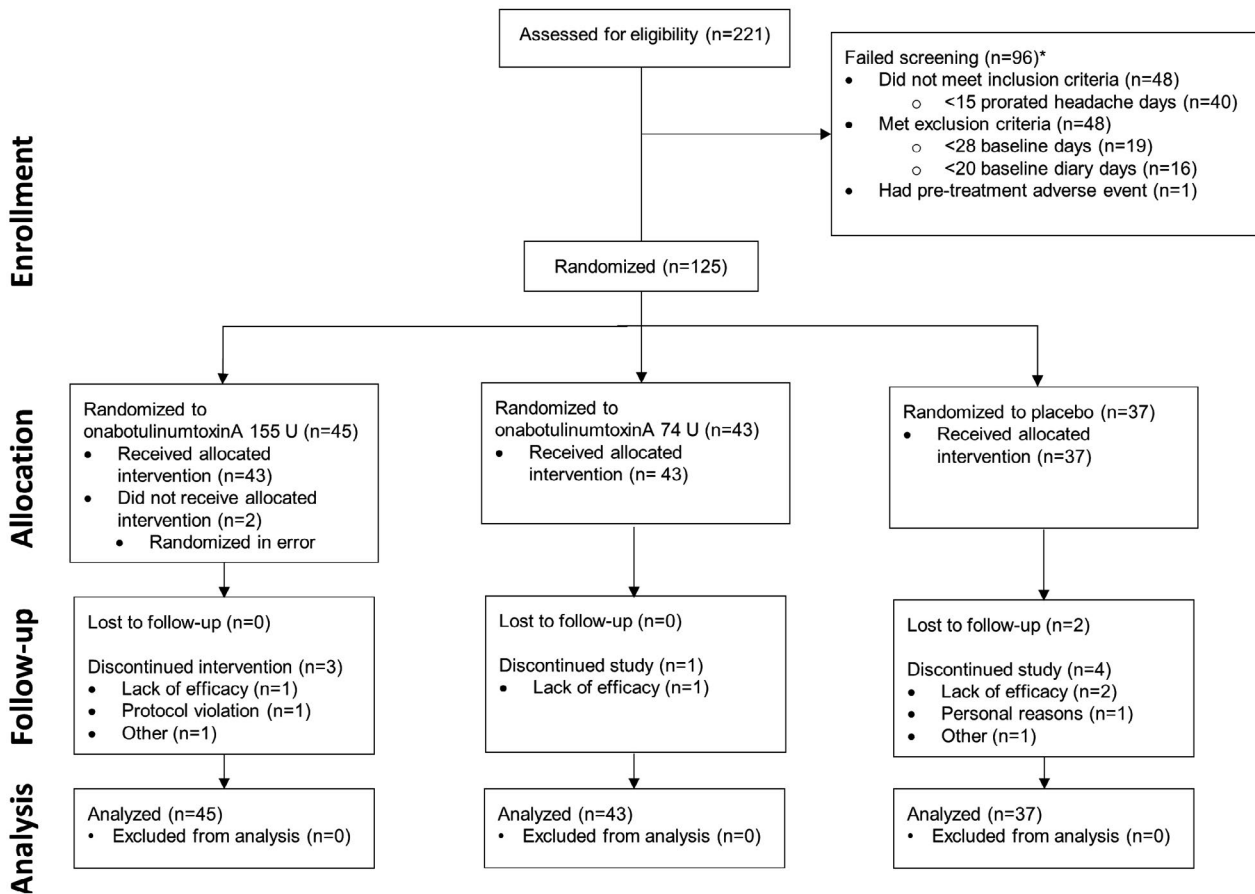 Enrollment
Assessed for eligibility (n=221)
Failed screening (n=96)*
• Did not meet inclusion criteria (n=48)
o <15 prorated headache days (n=40)
• Met exclusion criteria (n=48)
o <28 baseline days (n=19)
o <20 baseline diary days (n=16)
• Had pre-treatment adverse event (n=1)
Randomized (n=125)
Allocation
Randomized to
onabotulinumtoxinA 155 U (n=45)
• Received allocated
intervention (n=43)
• Did not receive allocated
intervention (n=2)
• Randomized in error
Randomized to
onabotulinumtoxinA 74 U (n=43)
• Received allocated
intervention (n= 43)
Randomized to placebo (n=37)
• Received allocated
intervention (n=37)
Follow-up
Lost to follow-up (n=0)
Discontinued intervention (n=3)
• Lack of efficacy (n=1)
• Protocol violation (n=1)
• Other (n=1)
Lost to follow-up (n=0)
Discontinued study (n=1)
• Lack of efficacy (n=1)
Lost to follow-up (n=2)
Discontinued study (n=4)
• Lack of efficacy (n=2)
• Personal reasons (n=1)
• Other (n=1)
Analysis
Analyzed (n=45)
• Excluded from analysis (n=0)
Analyzed (n=43)
• Excluded from analysis (n=0)
Analyzed (n=37)
• Excluded from analysis (n=0)